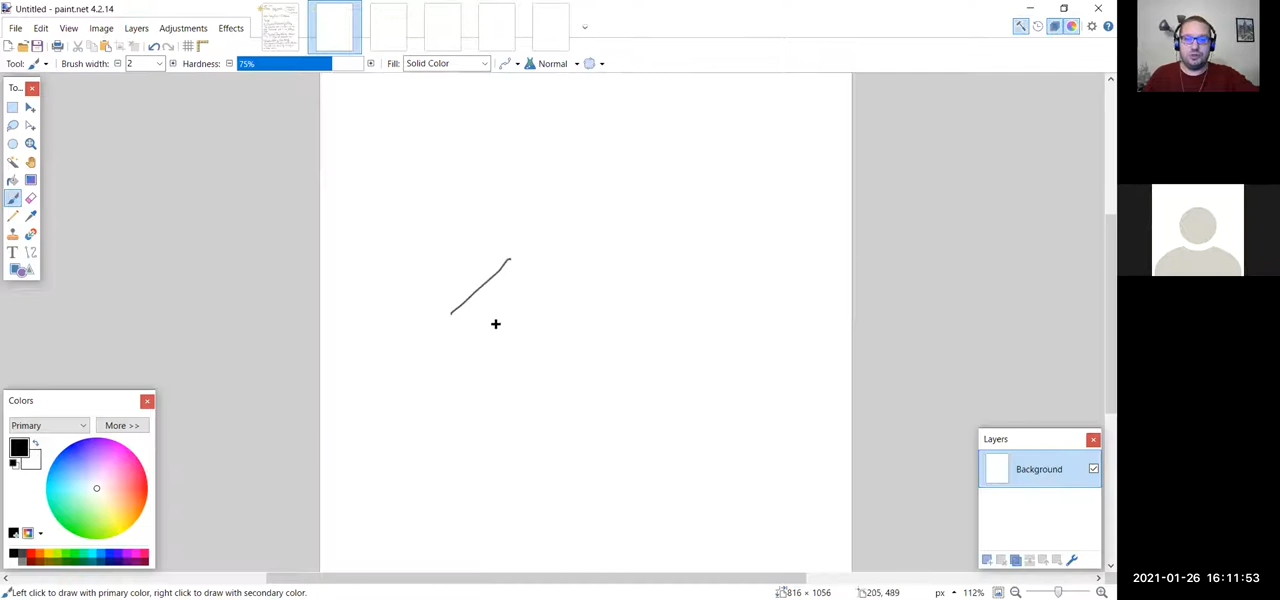 Untitled - paint.net 4.2.14
File Edit View Image Layers Adjustments Effects
Tool: Brush width: 2 Hardness: 75% Fill: Solid Color Normal
To...
Colors
Primary More >>
Layers
Background
2021-01-26 16:11:53
Left click to draw with primary color, right click to draw with secondary color. 816 × 1056 205, 489 px 112%